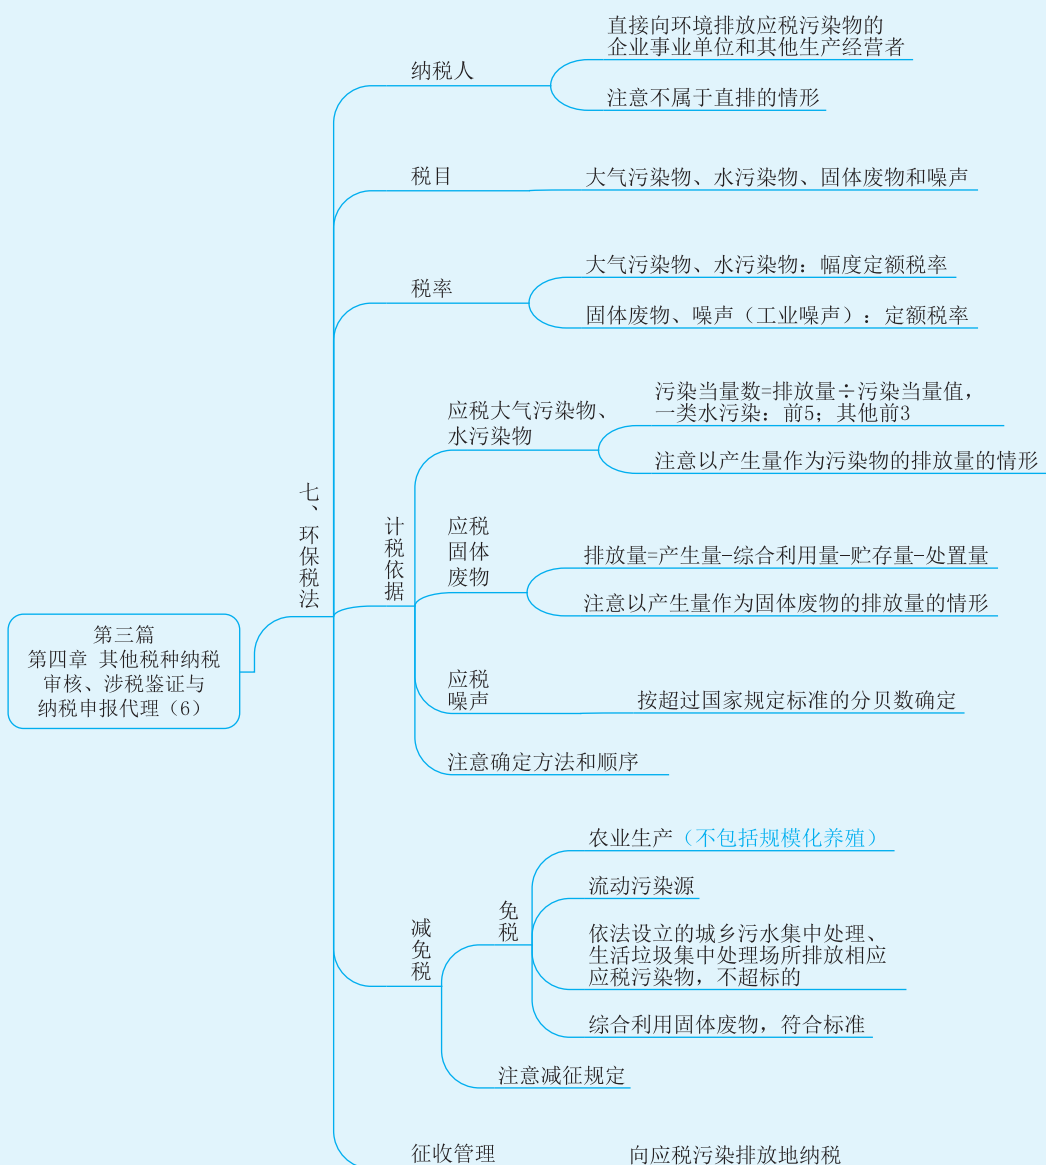 第三篇
第四章 其他税种纳税
审核、涉税鉴证与
纳税申报代理（6）
七、环保税法
纳税人
直接向环境排放应税污染物的
企业事业单位和其他生产经营者
注意不属于直排的情形
税目
大气污染物、水污染物、固体废物和噪声
税率
大气污染物、水污染物：幅度定额税率
固体废物、噪声（工业噪声）：定额税率
计税依据
应税大气污染物、
水污染物
污染当量数=排放量÷污染当量值，
一类水污染：前5；其他前3
注意以产生量作为污染物的排放量的情形
应税
固体
废物
排放量=产生量-综合利用量-贮存量-处置量
注意以产生量作为固体废物的排放量的情形
应税
噪声
按超过国家规定标准的分贝数确定
注意确定方法和顺序
减免税
免税
农业生产（不包括规模化养殖）
流动污染源
依法设立的城乡污水集中处理、
生活垃圾集中处理场所排放相应
应税污染物，不超标的
综合利用固体废物，符合标准
注意减征规定
征收管理
向应税污染排放地纳税